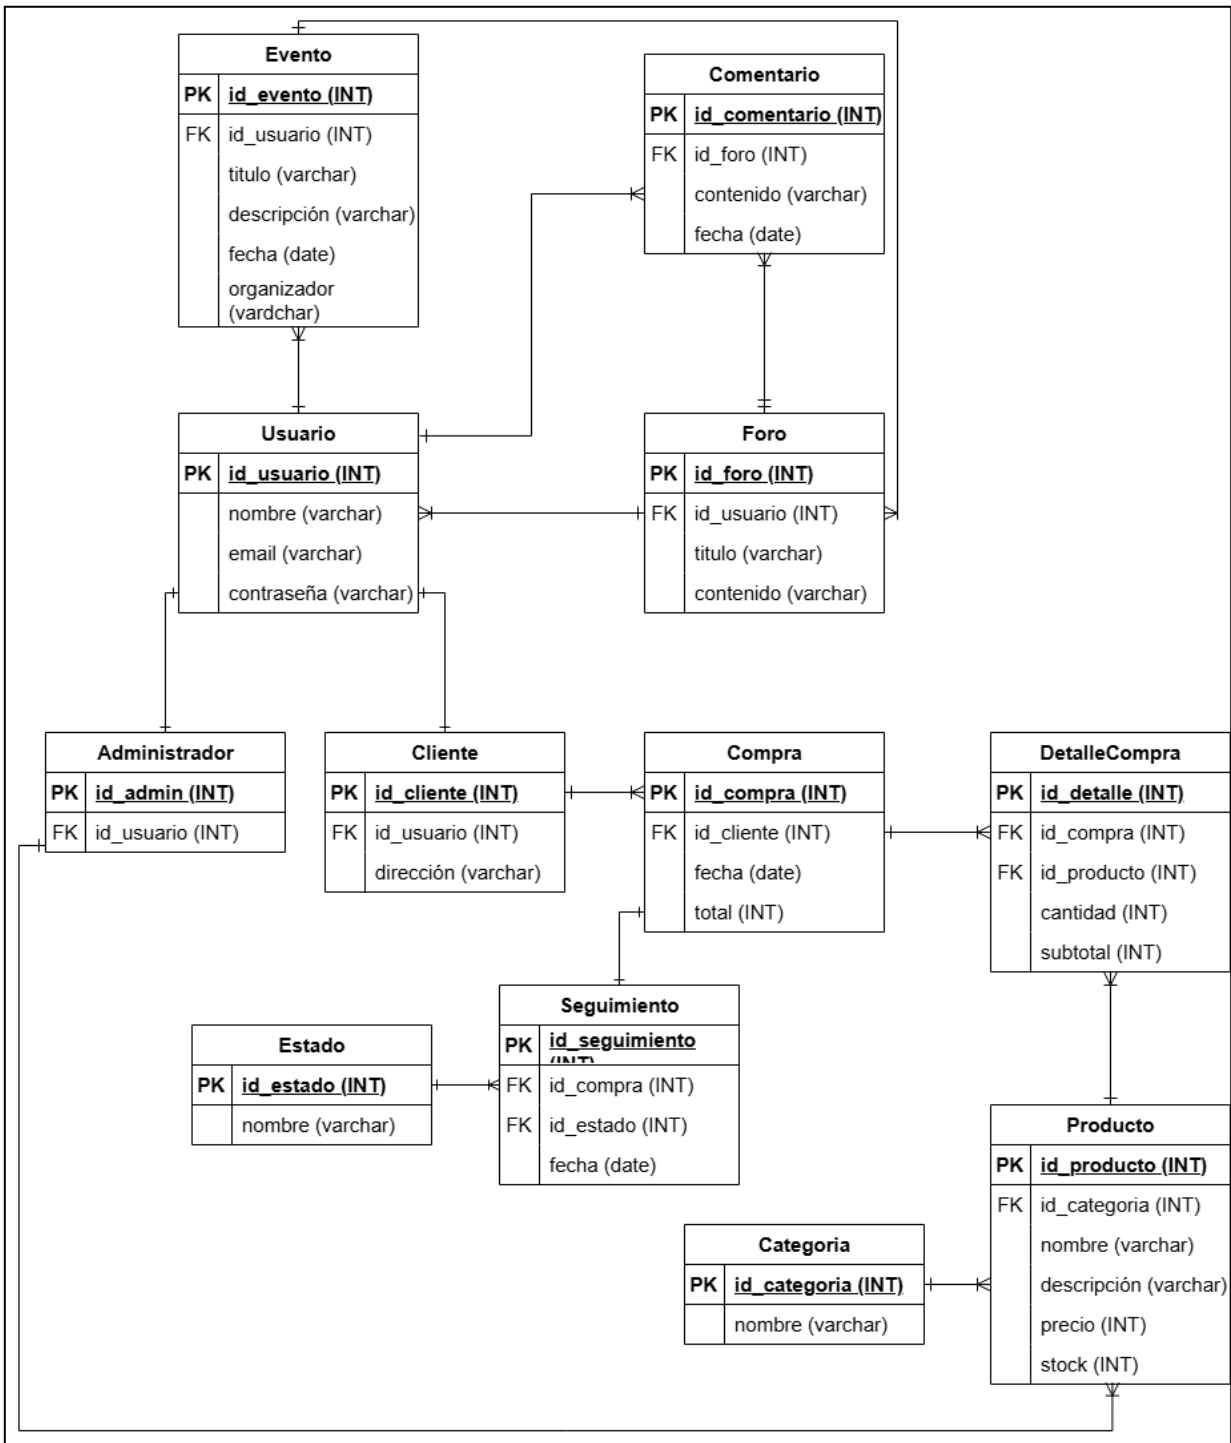 Evento
PK id_evento (INT)
FK id_usuario (INT)
titulo (varchar)
descripción (varchar)
fecha (date)
organizador
(vardchar)
Comentario
PK id_comentario (INT)
FK id_foro (INT)
contenido (varchar)
fecha (date)
Usuario
PK id_usuario (INT)
nombre (varchar)
email (varchar)
contraseña (varchar)
Foro
PK id_foro (INT)
FK id_usuario (INT)
titulo (varchar)
contenido (varchar)
Administrador
PK id_admin (INT)
FK id_usuario (INT)
Cliente
PK id_cliente (INT)
FK id_usuario (INT)
dirección (varchar)
Compra
PK id_compra (INT)
FK id_cliente (INT)
fecha (date)
total (INT)
DetalleCompra
PK id_detalle (INT)
FK id_compra (INT)
FK id_producto (INT)
cantidad (INT)
subtotal (INT)
Estado
PK id_estado (INT)
nombre (varchar)
Seguimiento
PK id_seguimiento
(INT)
FK id_compra (INT)
FK id_estado (INT)
fecha (date)
Categoria
PK id_categoria (INT)
nombre (varchar)
Producto
PK id_producto (INT)
FK id_categoria (INT)
nombre (varchar)
descripción (varchar)
precio (INT)
stock (INT)